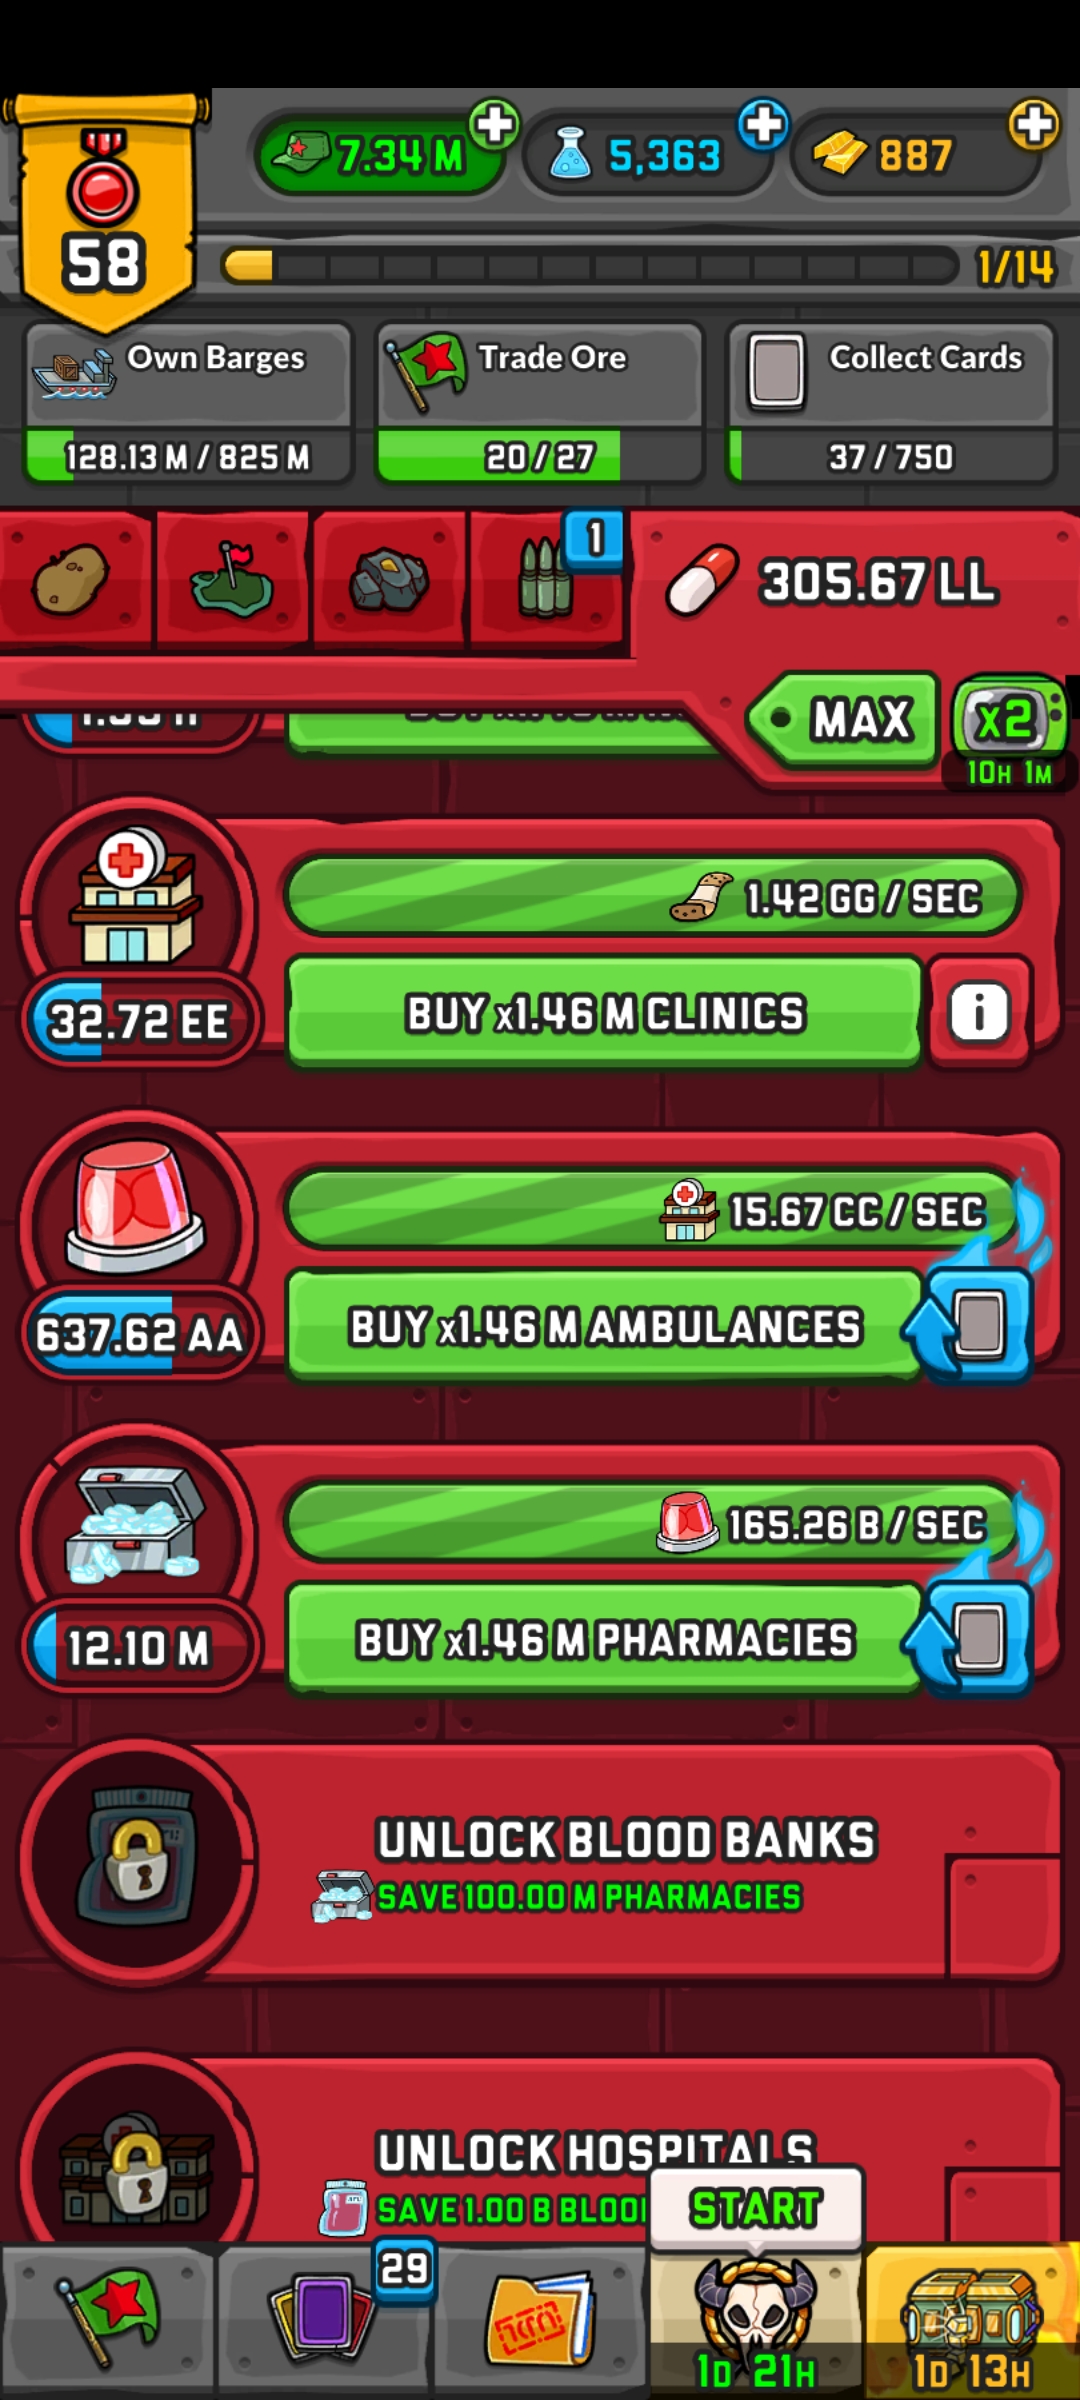 7.34 M
5,363
887
58
1/14
Own Barges
Trade Ore
Collect Cards
128.13 M / 825 M
20 / 27
37 / 750
1
305.67 LL
MAX
x2
10H 1M
1.42 GG / SEC
32.72 EE
BUY x1.46 M CLINICS
i
15.67 CC / SEC
637.62 AA
BUY x1.46 M AMBULANCES
165.26 B / SEC
12.10 M
BUY x1.46 M PHARMACIES
UNLOCK BLOOD BANKS
SAVE 100.00 M PHARMACIES
UNLOCK HOSPITALS
SAVE 1.00 B
START
29
1D 21H
1D 13H